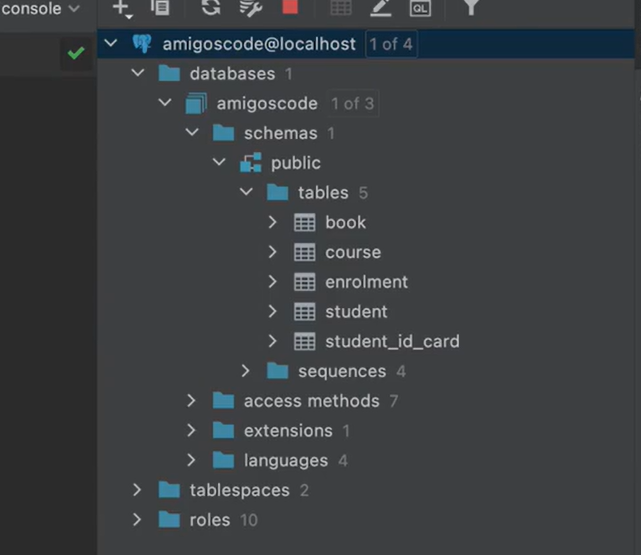 console
GL
amigoscode@localhost 1 of 4
databases 1
amigoscode 1 of 3
schemas 1
public
tables 5
book
course
enrolment
student
student_id_card
sequences 4
access methods 7
extensions 1
languages 4
tablespaces 2
roles 10